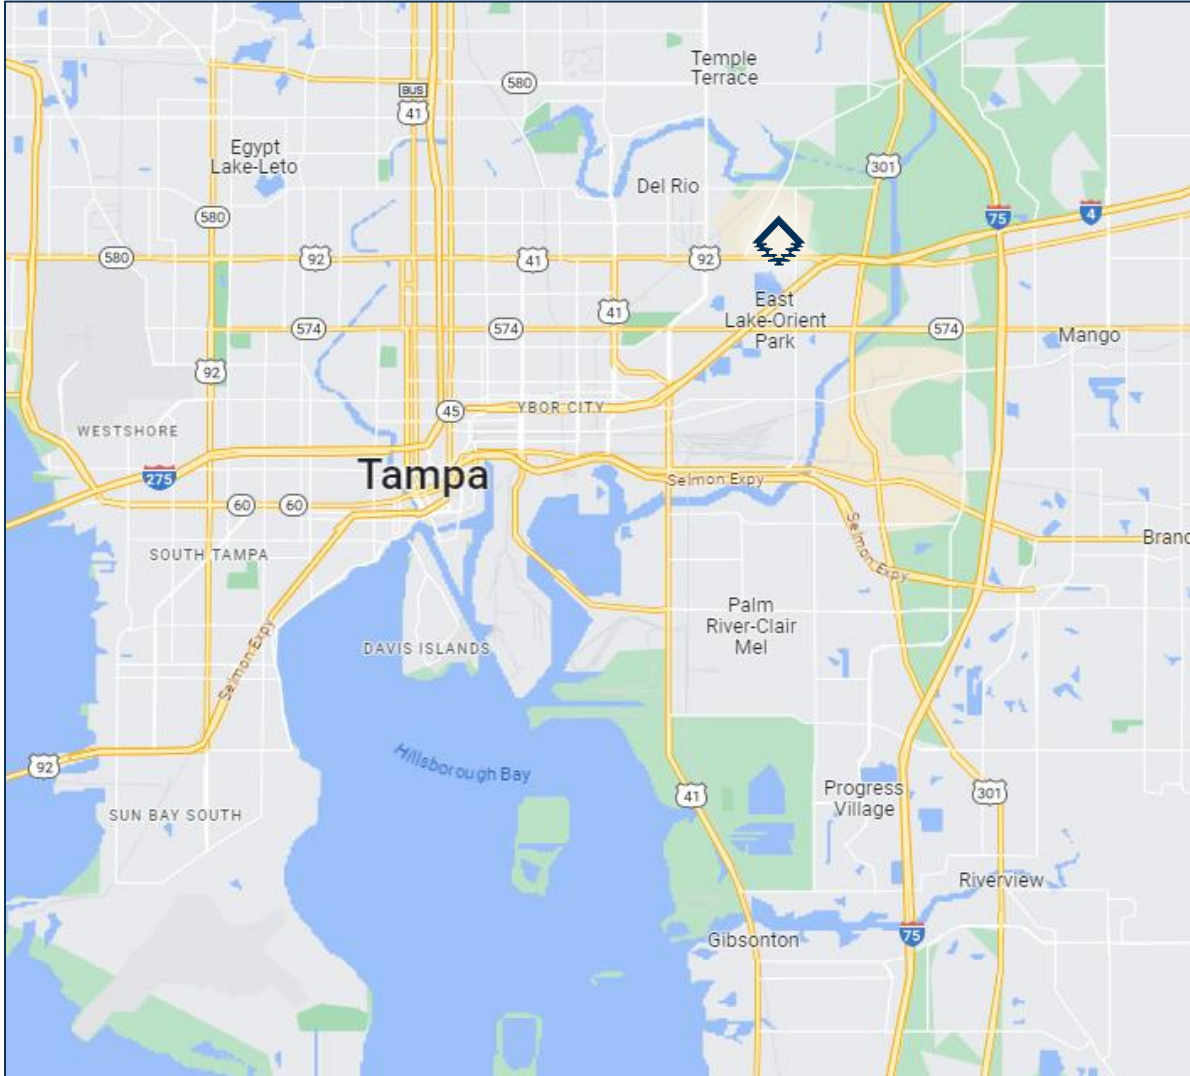 Temple
Terrace
580
BUS
41
Egypt
Lake-Leto
301
Del Rio
580
75
4
580
92
41
92
41
East
Lake-Orient
Park
574
574
574
Mango
92
YBOR CITY
45
WESTSHORE
Tampa
275
Selmon Expy
60
60
Selmon Expy
Brand
SOUTH TAMPA
Palm
River-Clair
Mel
DAVIS ISLANDS
Selmon Expy
92
Hillsborough Bay
41
Progress
Village
301
SUN BAY SOUTH
Riverview
75
Gibsonton